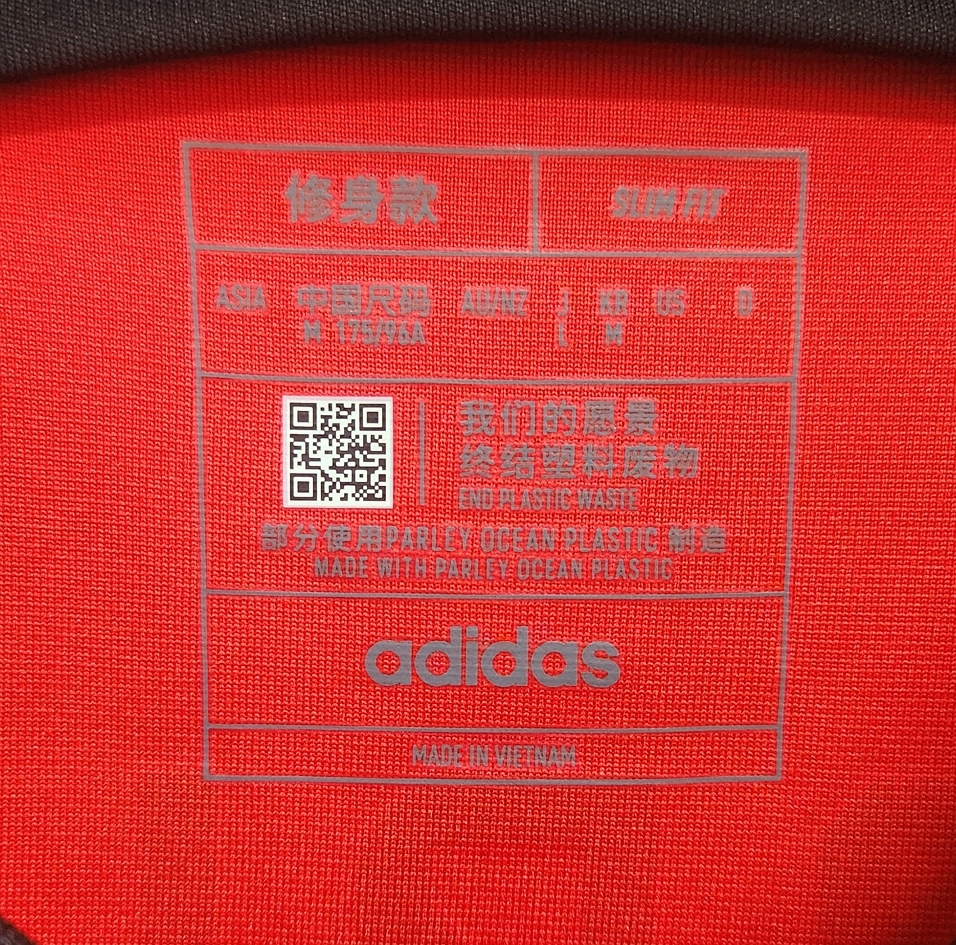 修身款 SLIM FIT
ASIA 中国尺码 AU/NZ J KR US D
M 175/96A L M
我们的愿景
终结塑料废物
END PLASTIC WASTE
部分使用PARLEY OCEAN PLASTIC 制造
MADE WITH PARLEY OCEAN PLASTIC
adidas
MADE IN VIETNAM